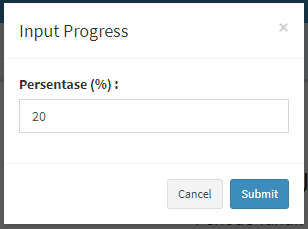 Input Progress
×
Persentase (%) :
20
Cancel
Submit